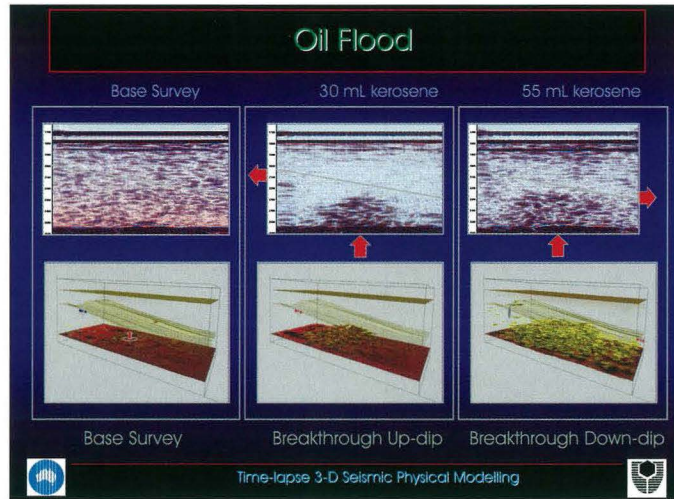 Oil Flood
Base Survey
30 mL kerosene
55 mL kerosene
Base Survey
Breakthrough Up-dip
Breakthrough Down-dip
Time-lapse 3-D Seismic Physical Modelling